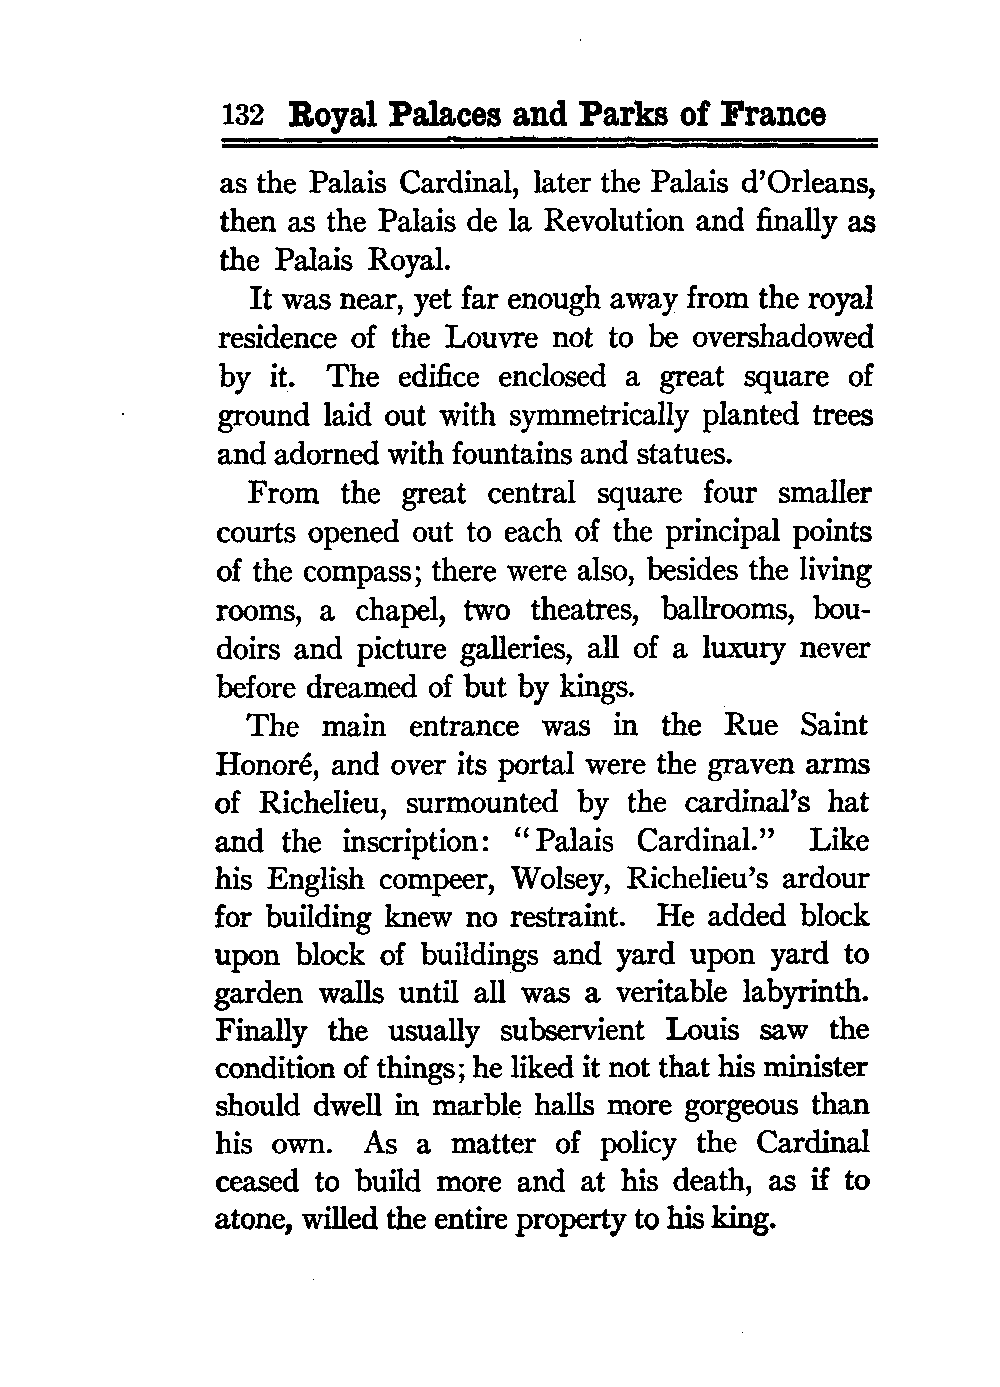 132 Royal Palaces and Parks of France
as the Palais Cardinal, later the Palais d'Orleans,
then as the Palais de la Revolution and finally as
the Palais Royal.
It was near, yet far enough away from the royal
residence of the Louvre not to be overshadowed
by it. The edifice enclosed a great square of
ground laid out with symmetrically planted trees
and adorned with fountains and statues.
From the great central square four smaller
courts opened out to each of the principal points
of the compass; there were also, besides the living
rooms, a chapel, two theatres, ballrooms, bou-
doirs and picture galleries, all of a luxury never
before dreamed of but by kings.
The main entrance was in the Rue Saint
Honoré, and over its portal were the graven arms
of Richelieu, surmounted by the cardinal's hat
and the inscription: "Palais Cardinal." Like
his English compeer, Wolsey, Richelieu's ardour
for building knew no restraint. He added block
upon block of buildings and yard upon yard to
garden walls until all was a veritable labyrinth.
Finally the usually subservient Louis saw the
condition of things; he liked it not that his minister
should dwell in marble halls more gorgeous than
his own. As a matter of policy the Cardinal
ceased to build more and at his death, as if to
atone, willed the entire property to his king.